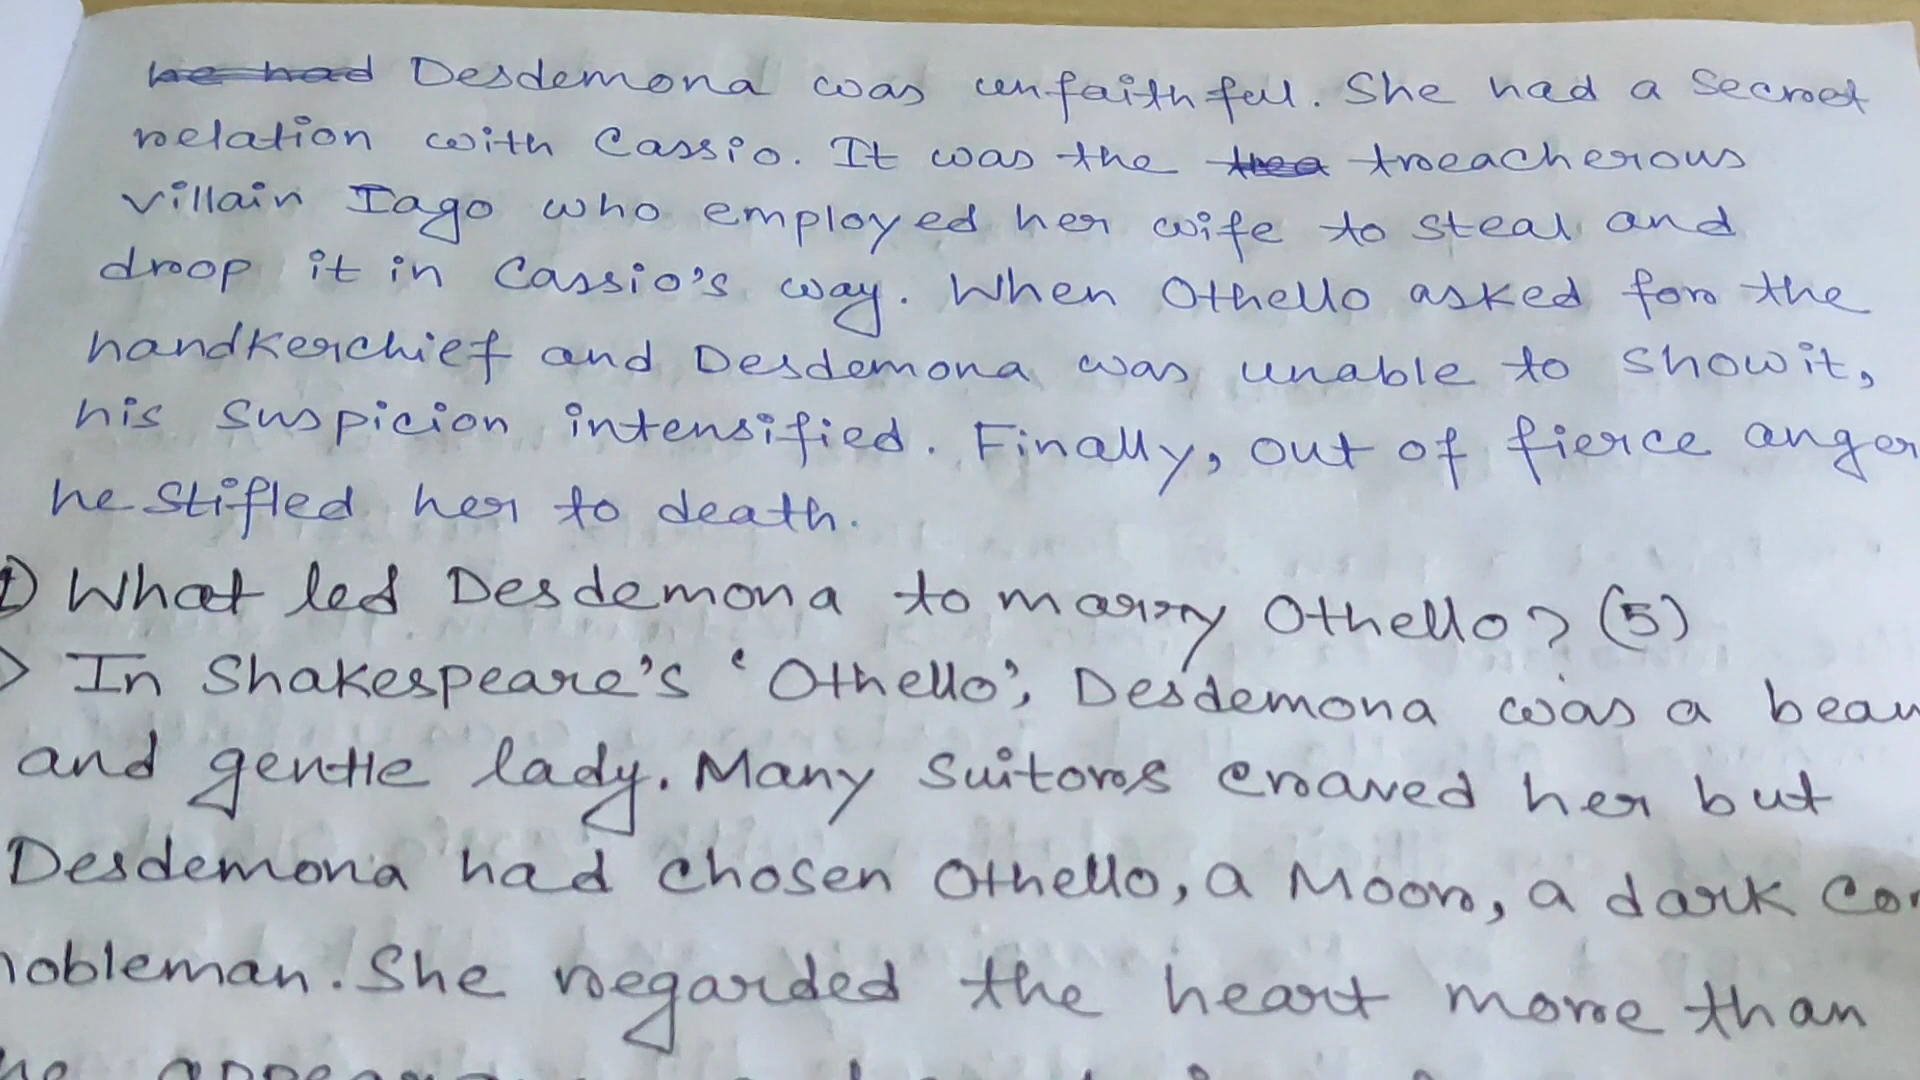 he had Desdemona was unfaithful. She had a Secret
relation with Cassio. It was the trea treacherous
villain Iago who employed her wife to steal and
drop it in Cassio's way. When Othello asked for the
handkerchief and Desdemona was unable to show it,
his suspicion intensified. Finally, out of fierce anger
he stifled her to death.
What led Desdemona to marry Othello? (5)
In Shakespeare's 'Othello', Desdemona was a
and gentle lady. Many suitors craved her but
Desdemona had chosen Othello, a Moor, a dark
nobleman. She regarded the heart more than